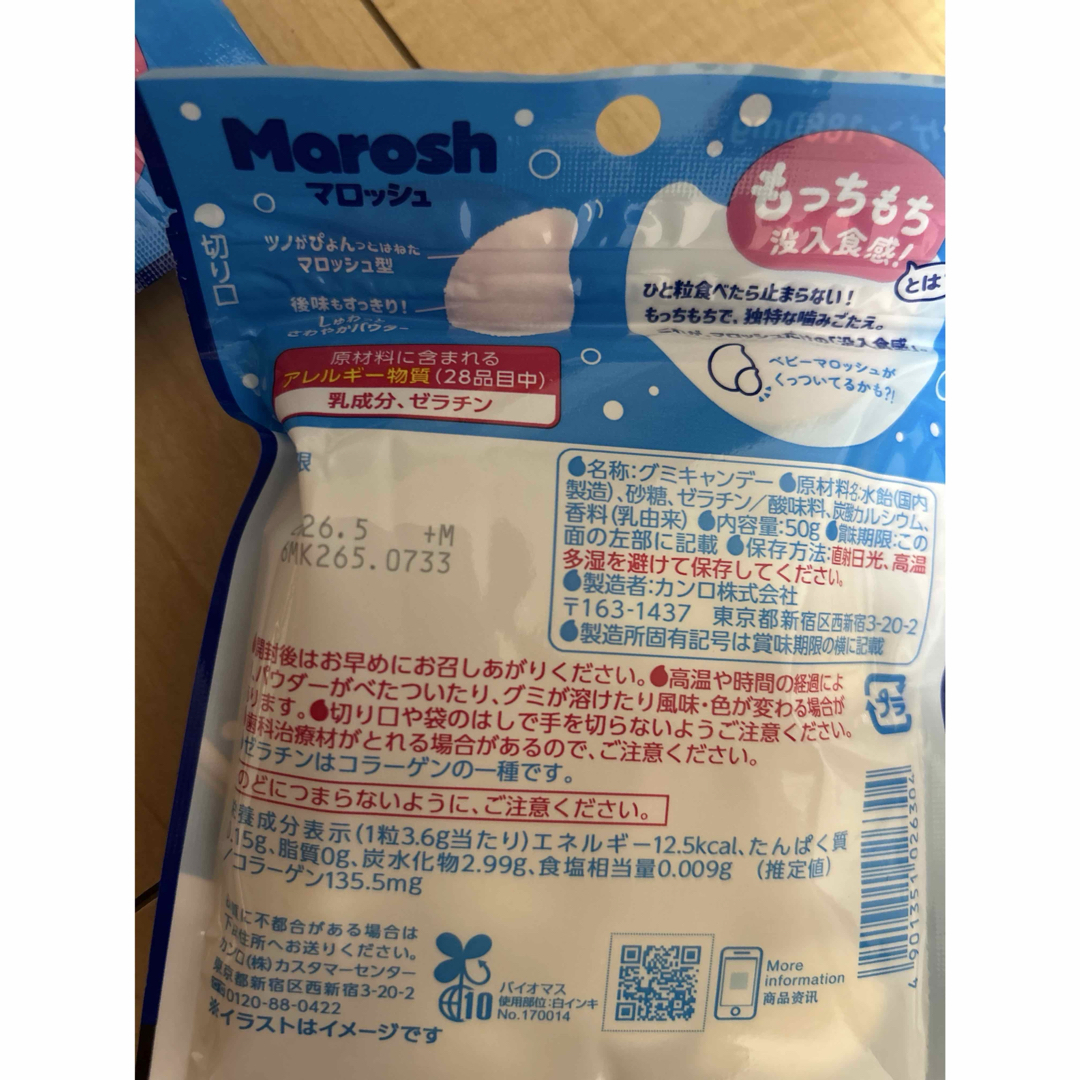 Marosh
マロッシュ
切り口
ツノがぴょんっとはねた
マロッシュ型
後味もすっきり!
しゅわーっと
さわやかパウダー
もっちもち
没入食感!
とは
ひと粒食べたら止まらない!
もっちもちで、独特な噛みごたえ。
マロッシュだけの「没入食感」
ベビーマロッシュが
くっついてるかも?!
原材料に含まれる
アレルギー物質(28品目中)
乳成分、ゼラチン
限
26.5 +M
6MK265.0733
●名称:グミキャンデー ●原材料名:水飴(国内
製造)、砂糖、ゼラチン/酸味料、炭酸カルシウム、
香料(乳由来) ●内容量:50g ●賞味期限:この
面の左部に記載 ●保存方法:直射日光、高温
多湿を避けて保存してください。
●製造者:カンロ株式会社
〒163-1437 東京都新宿区西新宿3-20-2
●製造所固有記号は賞味期限の横に記載
開封後はお早めにお召しあがりください。●高温や時間の経過によ
パウダーがべたついたり、グミが溶けたり風味・色が変わる場合が
ります。●切り口や袋のはしで手を切らないようご注意ください。
歯科治療材がとれる場合があるので、ご注意ください。
ゼラチンはコラーゲンの一種です。
のどにつまらないように、ご注意ください。
養成分表示(1粒3.6g当たり)エネルギー12.5kcal、たんぱく質
.15g、脂質0g、炭水化物2.99g、食塩相当量0.009g (推定値)
/コラーゲン135.5mg
プラ
4901351026304
に不都合がある場合は
下記住所へお送りください。
カンロ(株)カスタマーセンター
東京都新宿区西新宿3-20-2
0120-88-0422
※イラストはイメージです
10
バイオマス
使用部位:白インキ
No.170014
More
information
商品资讯